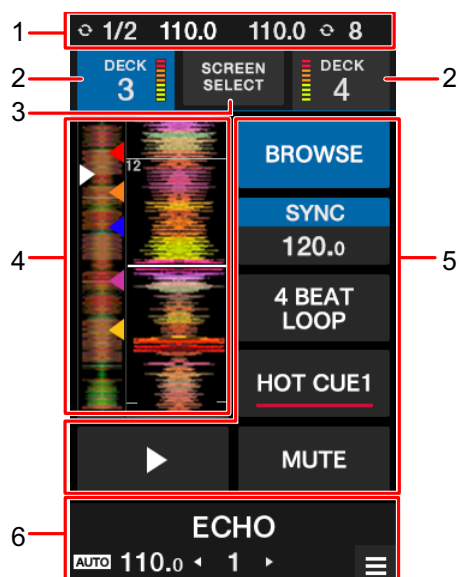 1 1/2 110.0 110.0 8
2 DECK 3 SCREEN SELECT DECK 4 2
3
12
BROWSE
SYNC
120.0
4 5
4 BEAT
LOOP
HOT CUE1
MUTE
6 ECHO
AUTO 110.0 1